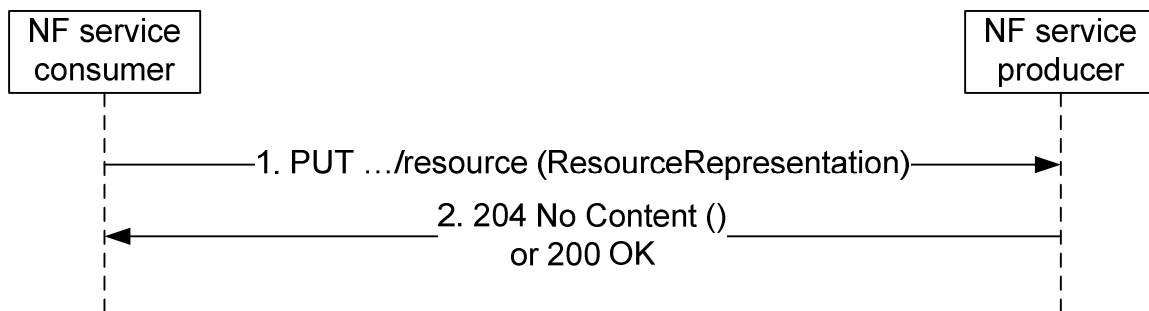 NF service
consumer
NF service
producer
1. PUT …/resource (ResourceRepresentation)
2. 204 No Content ()
or 200 OK